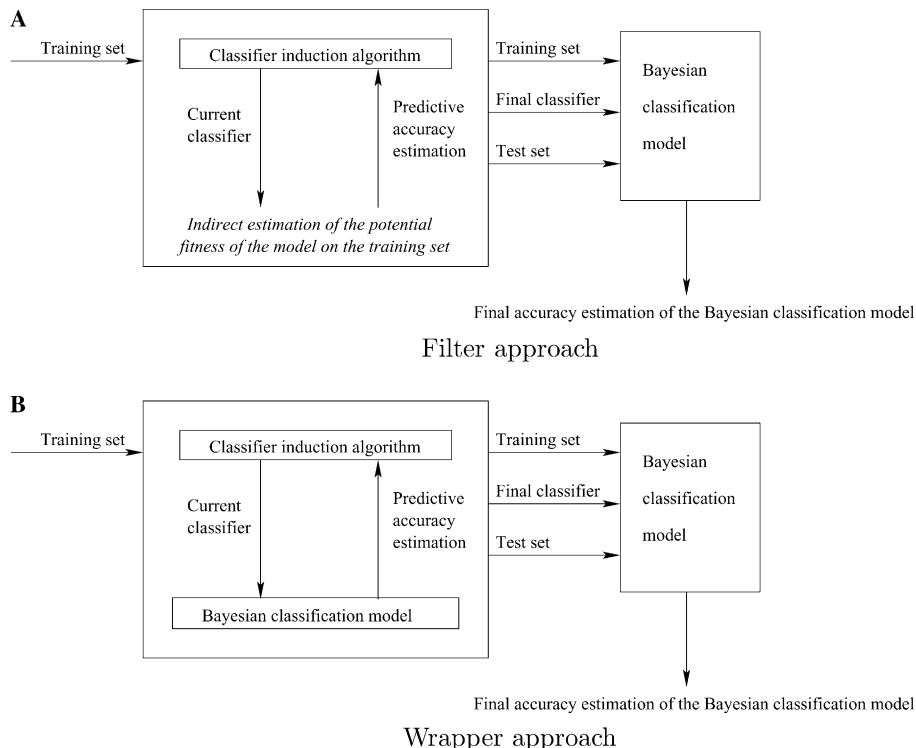 A
Training set
Classifier induction algorithm
Current
classifier
Predictive
accuracy
estimation
Indirect estimation of the potential
fitness of the model on the training set
Training set
Final classifier
Test set
Bayesian
classification
model
Final accuracy estimation of the Bayesian classification model
Filter approach
B
Training set
Classifier induction algorithm
Current
classifier
Predictive
accuracy
estimation
Bayesian classification model
Training set
Final classifier
Test set
Bayesian
classification
model
Final accuracy estimation of the Bayesian classification model
Wrapper approach